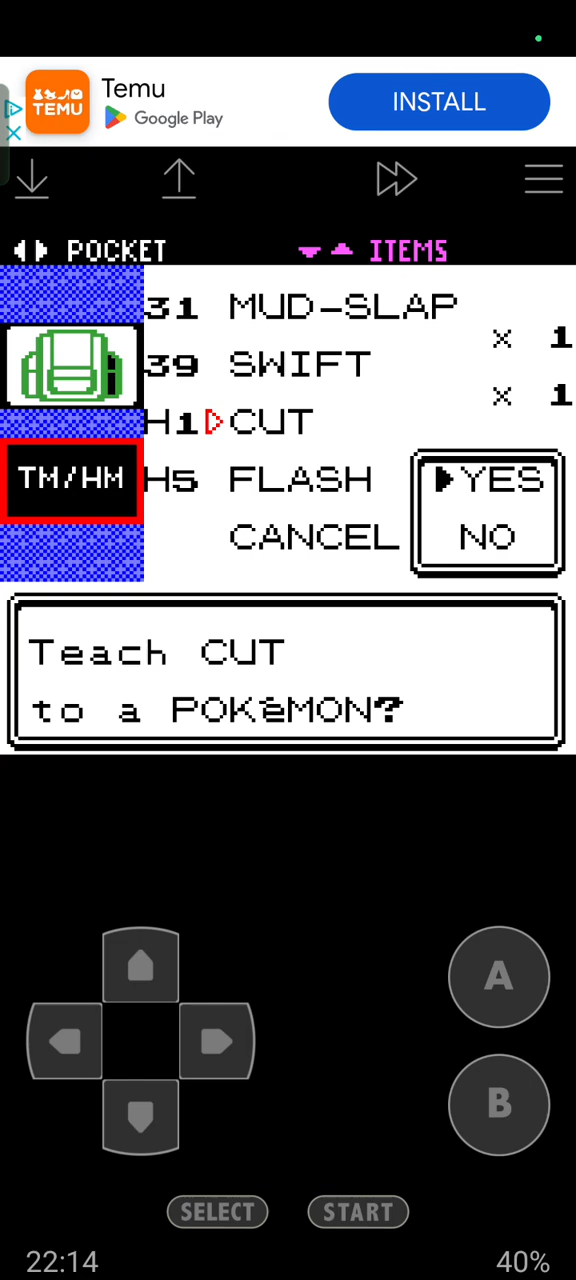 Temu
TEMU
Google Play
INSTALL
POCKET ITEMS
31 MUD-SLAP
x 1
39 SWIFT
x 1
H1 CUT
TM/HM
H5 FLASH
YES
CANCEL
NO
Teach CUT
to a POKéMON?
A
B
SELECT START
22:14 40%